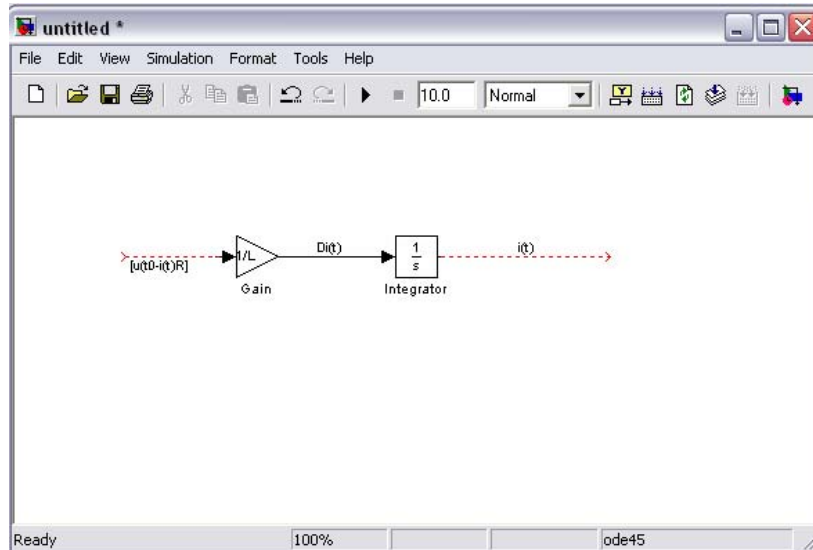 untitled *
File Edit View Simulation Format Tools Help
10.0 Normal
[u(t0-i(t)R]
1/L
Di(t)
1
s
i(t)
Gain
Integrator
Ready 100% ode45